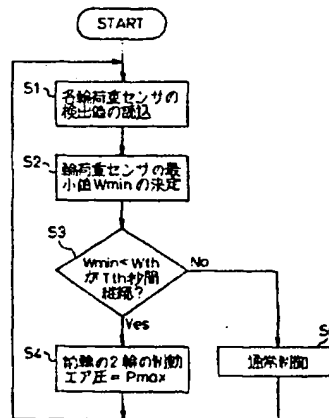 START
S1
各輪荷重センサの
検出値の読込
S2
輪荷重センサの最
小値Wminの決定
S3
Wmin<Wth
がTth秒間
継続?
No
Yes
S4
前輪の2輪の制動
エア圧=Pmax
通常制御